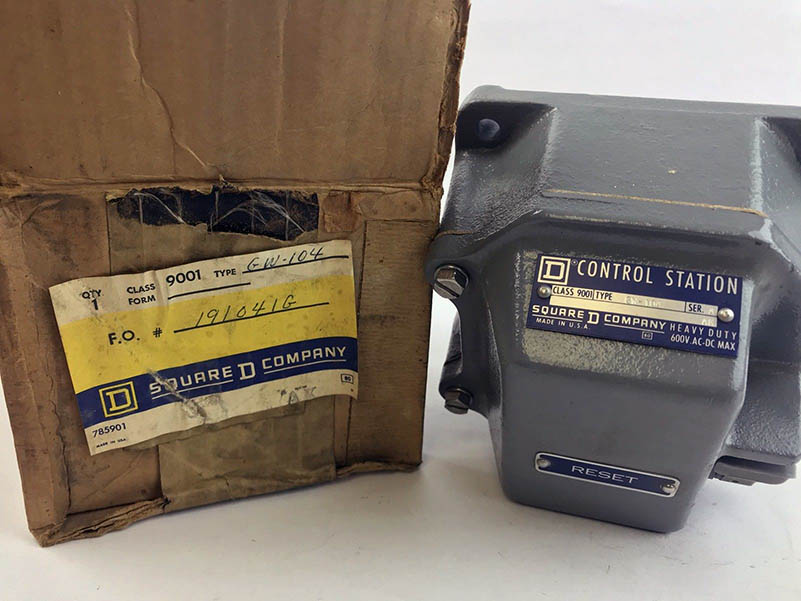 QTY.
1
CLASS 9001 TYPE GW-104
FORM
F.O. # 191041G
D SQUARE D COMPANY
785901
MADE IN U.S.A.
D CONTROL STATION
CLASS 9001 TYPE
SER. A
SQUARE D COMPANY
MADE IN U.S.A.
HEAVY DUTY
600V AC-DC MAX
RESET